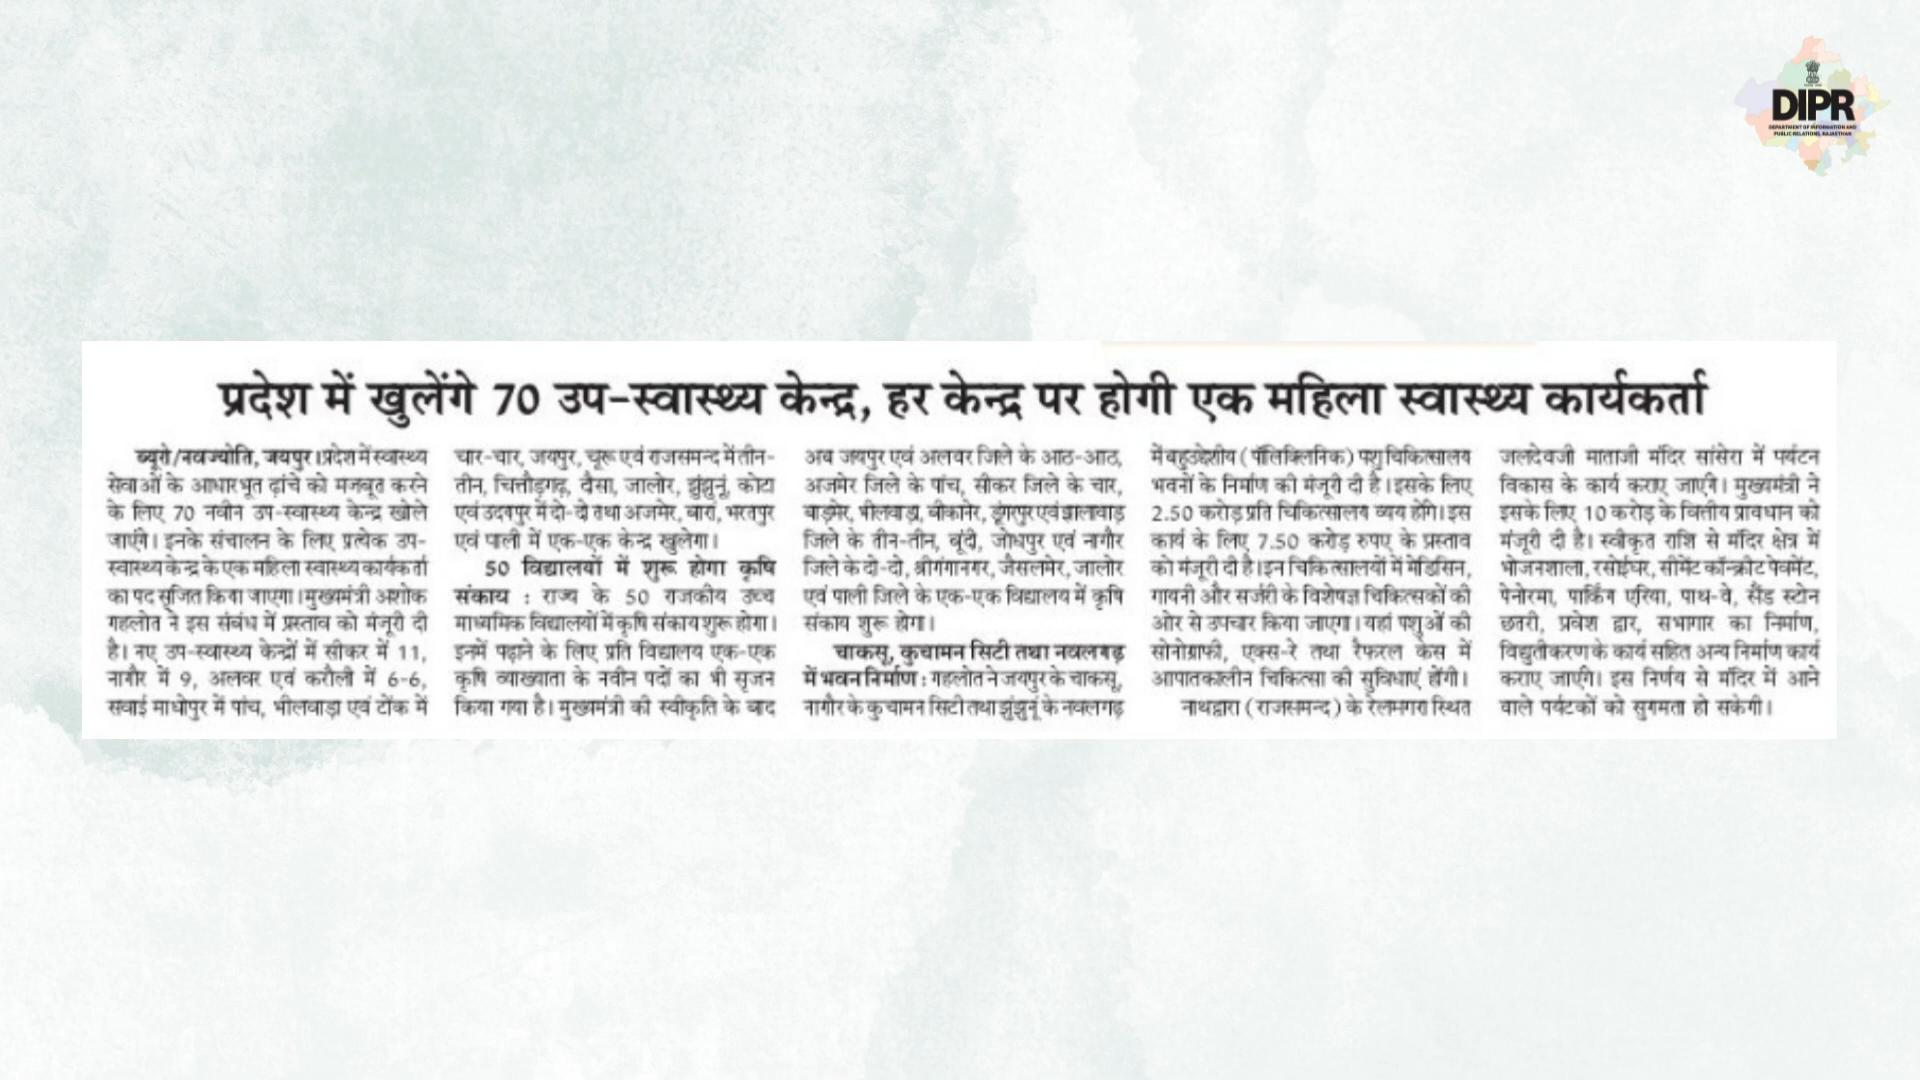 DIPR
DEPARTMENT OF INFORMATION AND
PUBLIC RELATIONS, RAJASTHAN
प्रदेश में खुलेंगे 70 उप-स्वास्थ्य केन्द्र, हर केन्द्र पर होगी एक महिला स्वास्थ्य कार्यकर्ता
ब्यूरो/नवज्योति, जयपुर। प्रदेश में स्वास्थ्य
सेवाओं के आधारभूत ढ़ांचे को मजबूत करने
के लिए 70 नवीन उप-स्वास्थ्य केन्द्र खोले
जाएंगे। इनके संचालन के लिए प्रत्येक उप-
स्वास्थ्य केन्द्र के एक महिला स्वास्थ्य कार्यकर्ता
का पद सृजित किया जाएगा। मुख्यमंत्री अशोक
गहलोत ने इस संबंध में प्रस्ताव को मंजूरी दी
है। नए उप-स्वास्थ्य केन्द्रों में सीकर में 11,
नागौर में 9, अलवर एवं करौली में 6-6,
सवाई माधोपुर में पांच, भीलवाड़ा एवं टोंक में
चार-चार, जयपुर, चूरू एवं राजसमन्द में तीन-
तीन, चित्तौड़गढ़, दौसा, जालोर, झुंझुनूं, कोटा
एवं उदयपुर में दो-दो तथा अजमेर, बारां, भरतपुर
एवं पाली में एक-एक केन्द्र खुलेगा।
50 विद्यालयों में शुरू होगा कृषि
संकाय : राज्य के 50 राजकीय उच्च
माध्यमिक विद्यालयों में कृषि संकाय शुरू होगा।
इनमें पढ़ाने के लिए प्रति विद्यालय एक-एक
कृषि व्याख्याता के नवीन पदों का भी सृजन
किया गया है। मुख्यमंत्री की स्वीकृति के बाद
अब जयपुर एवं अलवर जिले के आठ-आठ,
अजमेर जिले के पांच, सीकर जिले के चार,
बाड़मेर, भीलवाड़ा, बीकानेर, डूंगरपुर एवं झालावाड़
जिले के तीन-तीन, बूंदी, जोधपुर एवं नागौर
जिले के दो-दो, श्रीगंगानगर, जैसलमेर, जालोर
एवं पाली जिले के एक-एक विद्यालय में कृषि
संकाय शुरू होगा।
चाकसू, कुचामन सिटी तथा नवलगढ़
में भवन निर्माण : गहलोत ने जयपुर के चाकसू,
नागौर के कुचामन सिटी तथा झुंझुनूं के नवलगढ़
में बहुउद्देशीय (पॉलिक्लिनिक) पशु चिकित्सालय
भवनों के निर्माण की मंजूरी दी है। इसके लिए
2.50 करोड़ प्रति चिकित्सालय व्यय होंगे। इस
कार्य के लिए 7.50 करोड़ रुपए के प्रस्ताव
को मंजूरी दी है। इन चिकित्सालयों में मेडिसिन,
गायनी और सर्जरी के विशेषज्ञ चिकित्सकों की
ओर से उपचार किया जाएगा। यहां पशुओं की
सोनोग्राफी, एक्स-रे तथा रैफरल केस में
आपातकालीन चिकित्सा की सुविधाएं होंगी।
नाथद्वारा (राजसमन्द) के रेलमगरा स्थित
जलदेवजी माताजी मंदिर सांसेरा में पर्यटन
विकास के कार्य कराए जाएंगे। मुख्यमंत्री ने
इसके लिए 10 करोड़ के वित्तीय प्रावधान को
मंजूरी दी है। स्वीकृत राशि से मंदिर क्षेत्र में
भोजनशाला, रसोईघर, सीमेंट कॉन्क्रीट पेवमेंट,
पेनोरमा, पार्किंग एरिया, पाथ-वे, सैंड स्टोन
छतरी, प्रवेश द्वार, सभागार का निर्माण,
विद्युतीकरण के कार्य सहित अन्य निर्माण कार्य
कराए जाएंगे। इस निर्णय से मंदिर में आने
वाले पर्यटकों को सुगमता हो सकेगी।